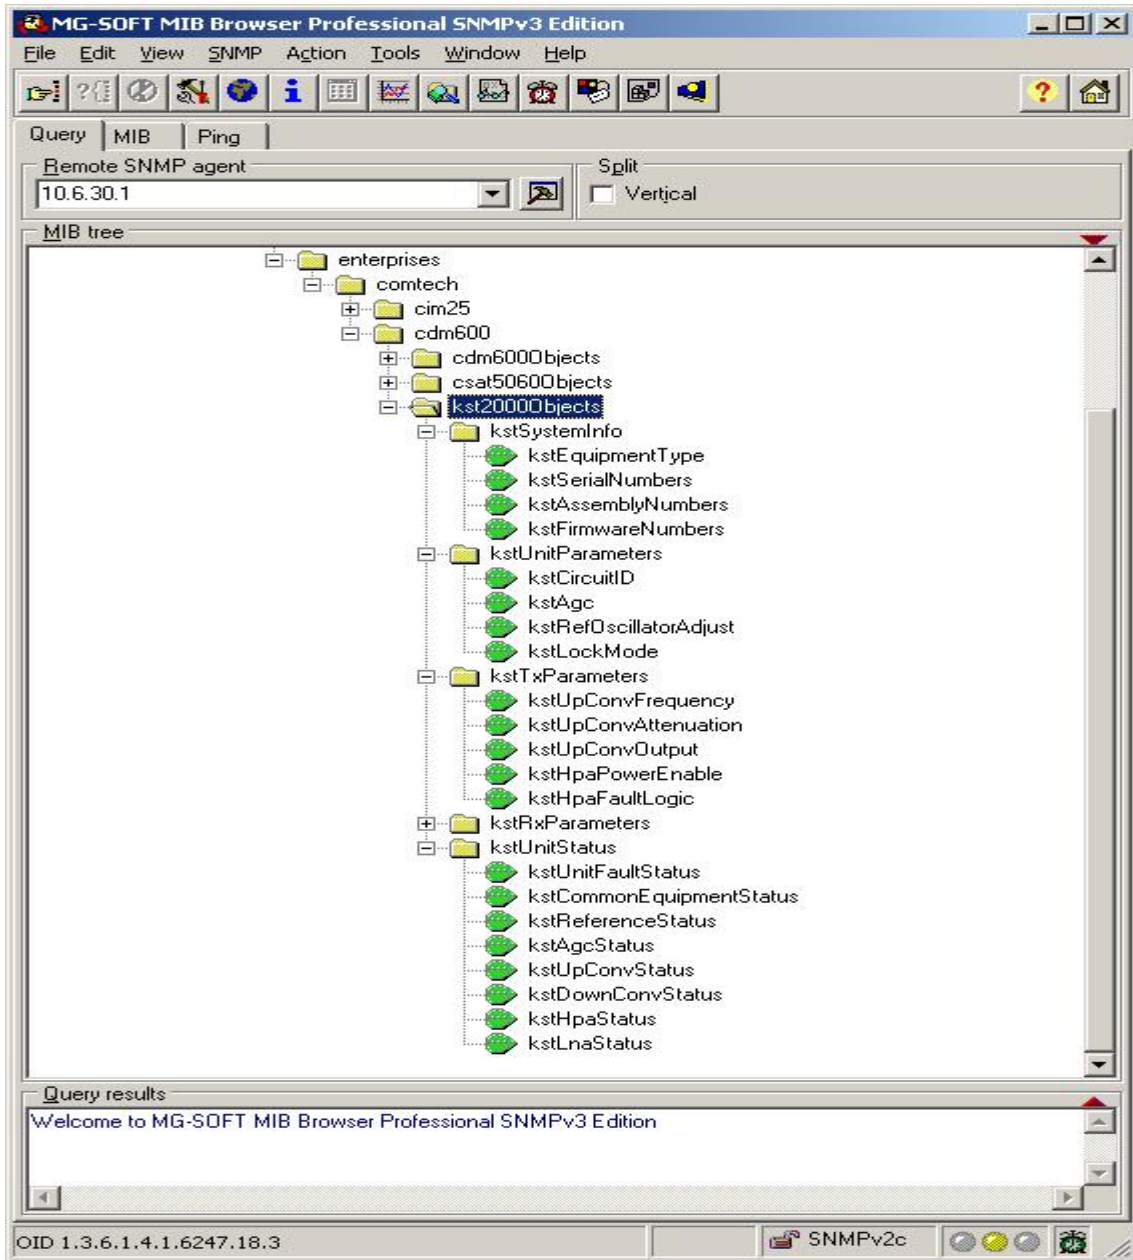 MG-SOFT MIB Browser Professional SNMPv3 Edition
File Edit View SNMP Action Tools Window Help
Query MIB Ping
Remote SNMP agent
Split
10.6.30.1
Vertical
MIB tree
enterprises
comtech
cim25
cdm600
cdm600Objects
csat5060Objects
kst2000Objects
kstSystemInfo
kstEquipmentType
kstSerialNumbers
kstAssemblyNumbers
kstFirmwareNumbers
kstUnitParameters
kstCircuitID
kstAgc
kstRefOscillatorAdjust
kstLockMode
kstTxParameters
kstUpConvFrequency
kstUpConvAttenuation
kstUpConvOutput
kstHpaPowerEnable
kstHpaFaultLogic
kstRxParameters
kstUnitStatus
kstUnitFaultStatus
kstCommonEquipmentStatus
kstReferenceStatus
kstAgcStatus
kstUpConvStatus
kstDownConvStatus
kstHpaStatus
kstLnaStatus
Query results
Welcome to MG-SOFT MIB Browser Professional SNMPv3 Edition
OID 1.3.6.1.4.1.6247.18.3
SNMPv2c